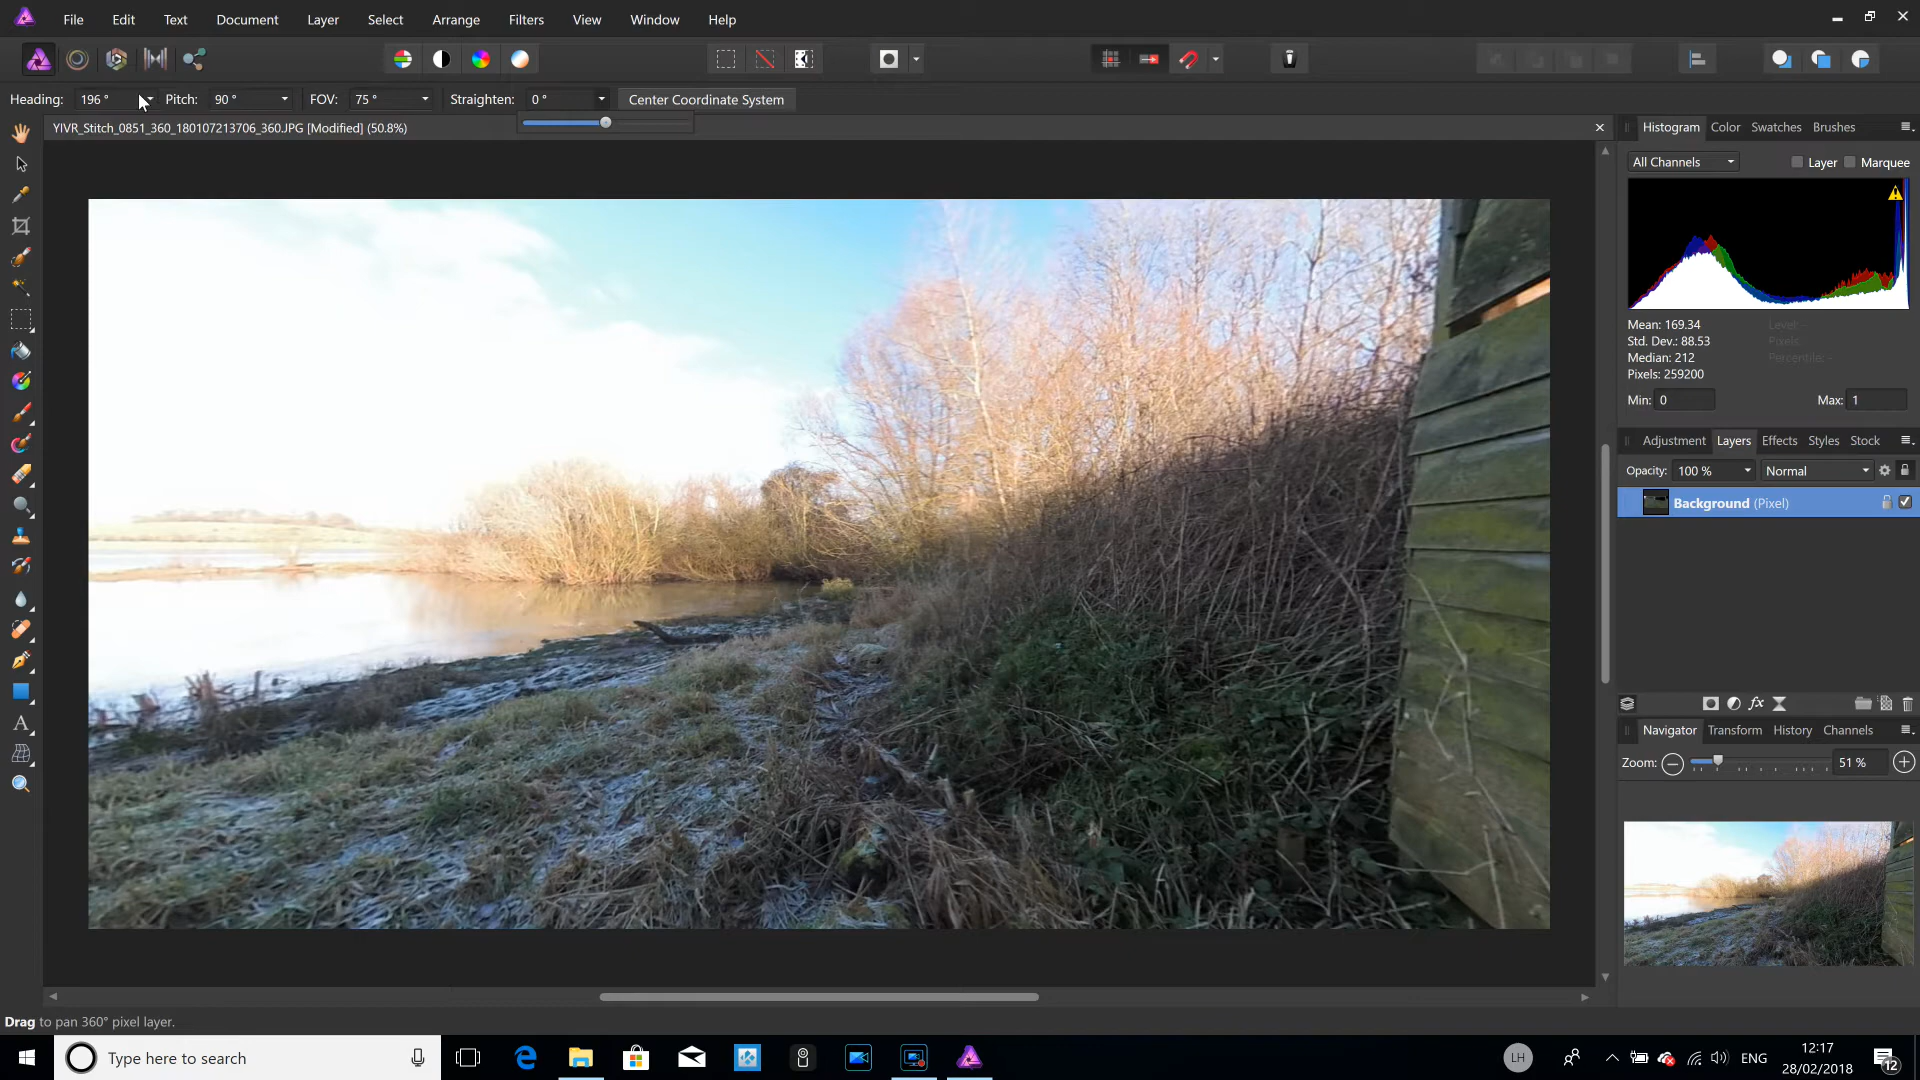 File Edit Text Document Layer Select Arrange Filters View Window Help
Heading: 196 ° Pitch: 90 ° FOV: 75 ° Straighten: 0 ° Center Coordinate System
YIVR_Stitch_0851_360_180107213706_360.JPG [Modified] (50.8%)
Histogram Color Swatches Brushes
All Channels Layer Marquee
Mean: 169.34 Level: -
Std. Dev.: 88.53 Pixels:
Median: 212 Percentile: -
Pixels: 259200
Min: 0 Max: 1
Adjustment Layers Effects Styles Stock
Opacity: 100 % Normal
Background (Pixel)
fx
Navigator Transform History Channels
Zoom: 51 %
A
Drag to pan 360° pixel layer.
Type here to search
LH
ENG
12:17
28/02/2018
12